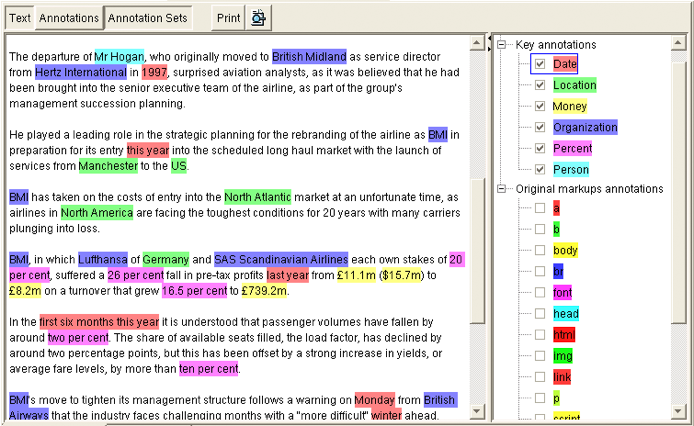 Text Annotations Annotation Sets Print
The departure of Mr Hogan, who originally moved to British Midland as service director
from Hertz International in 1997, surprised aviation analysts, as it was believed that he had
been brought into the senior executive team of the airline, as part of the group's
management succession planning.
He played a leading role in the strategic planning for the rebranding of the airline as BMI in
preparation for its entry this year into the scheduled long haul market with the launch of
services from Manchester to the US.
BMI has taken on the costs of entry into the North Atlantic market at an unfortunate time, as
airlines in North America are facing the toughest conditions for 20 years with many carriers
plunging into loss.
BMI, in which Lufthansa of Germany and SAS Scandinavian Airlines each own stakes of 20
per cent, suffered a 26 per cent fall in pre-tax profits last year from £11.1m ($15.7m) to
£8.2m on a turnover that grew 16.5 per cent to £739.2m.
In the first six months this year it is understood that passenger volumes have fallen by
around two per cent. The share of available seats filled, the load factor, has declined by
around two percentage points, but this has been offset by a strong increase in yields, or
average fare levels, by more than ten per cent.
BMI's move to tighten its management structure follows a warning on Monday from British
Airways that the industry faces challenging months with a "more difficult" winter ahead.
Key annotations
Date
Location
Money
Organization
Percent
Person
Original markups annotations
a
b
body
br
font
head
html
img
link
p
script